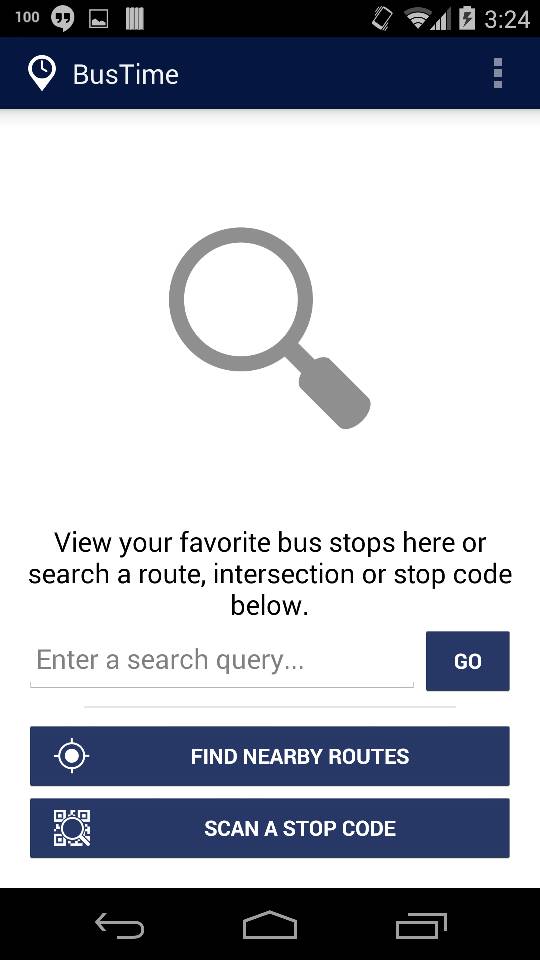 100 3:24
BusTime
View your favorite bus stops here or
search a route, intersection or stop code
below.
Enter a search query...
GO
FIND NEARBY ROUTES
SCAN A STOP CODE